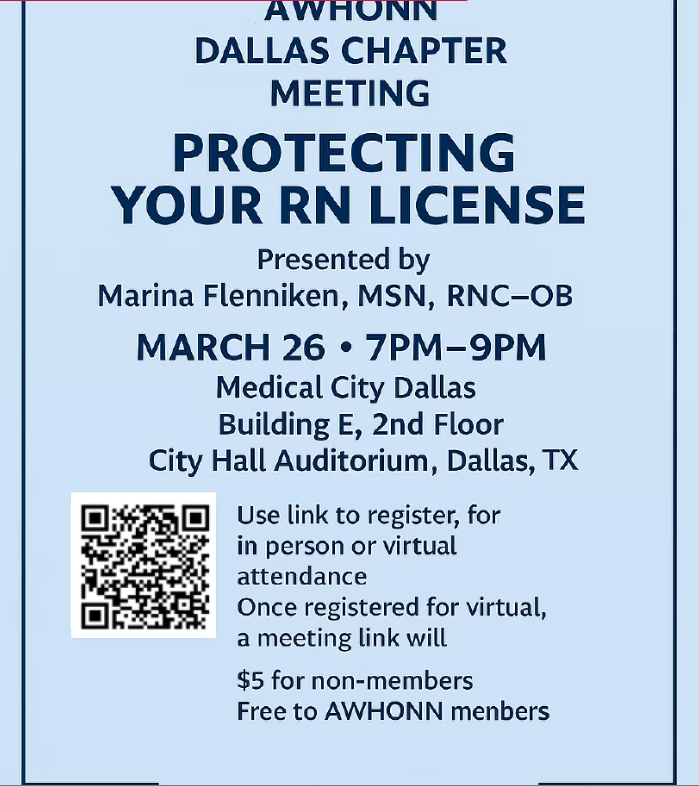 AWHONN
DALLAS CHAPTER
MEETING
PROTECTING
YOUR RN LICENSE
Presented by
Marina Flenniken, MSN, RNC–OB
MARCH 26 • 7PM–9PM
Medical City Dallas
Building E, 2nd Floor
City Hall Auditorium, Dallas, TX
Use link to register, for
in person or virtual
attendance
Once registered for virtual,
a meeting link will
$5 for non-members
Free to AWHONN menbers